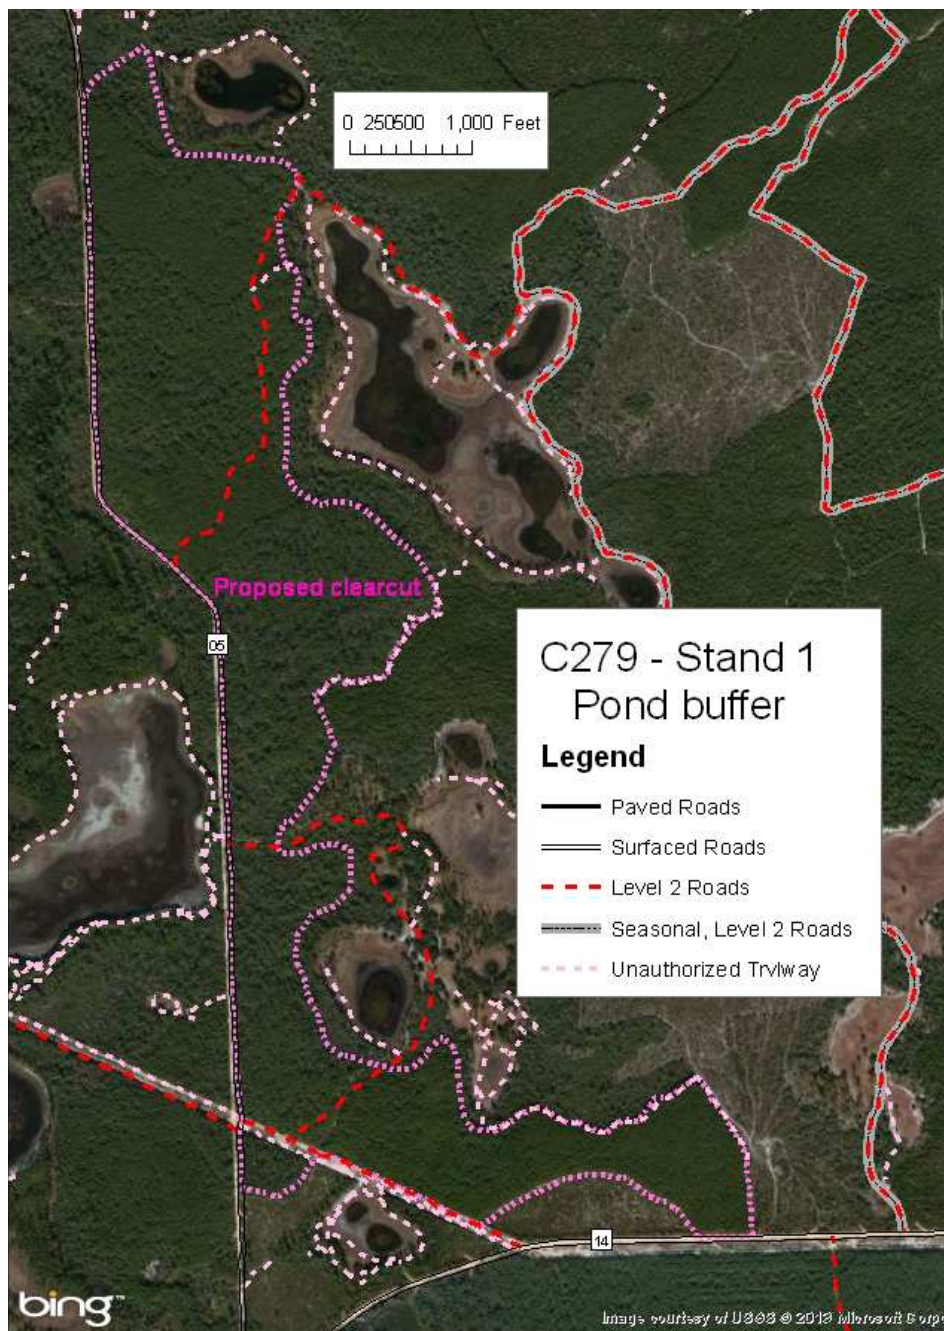 0 250500 1,000 Feet
Proposed clearcut
05
C279 - Stand 1
Pond buffer
Legend
Paved Roads
Surfaced Roads
Level 2 Roads
Seasonal, Level 2 Roads
Unauthorized Trvlway
14
bing™
Image courtesy of USGS © 2013 Microsoft Corp